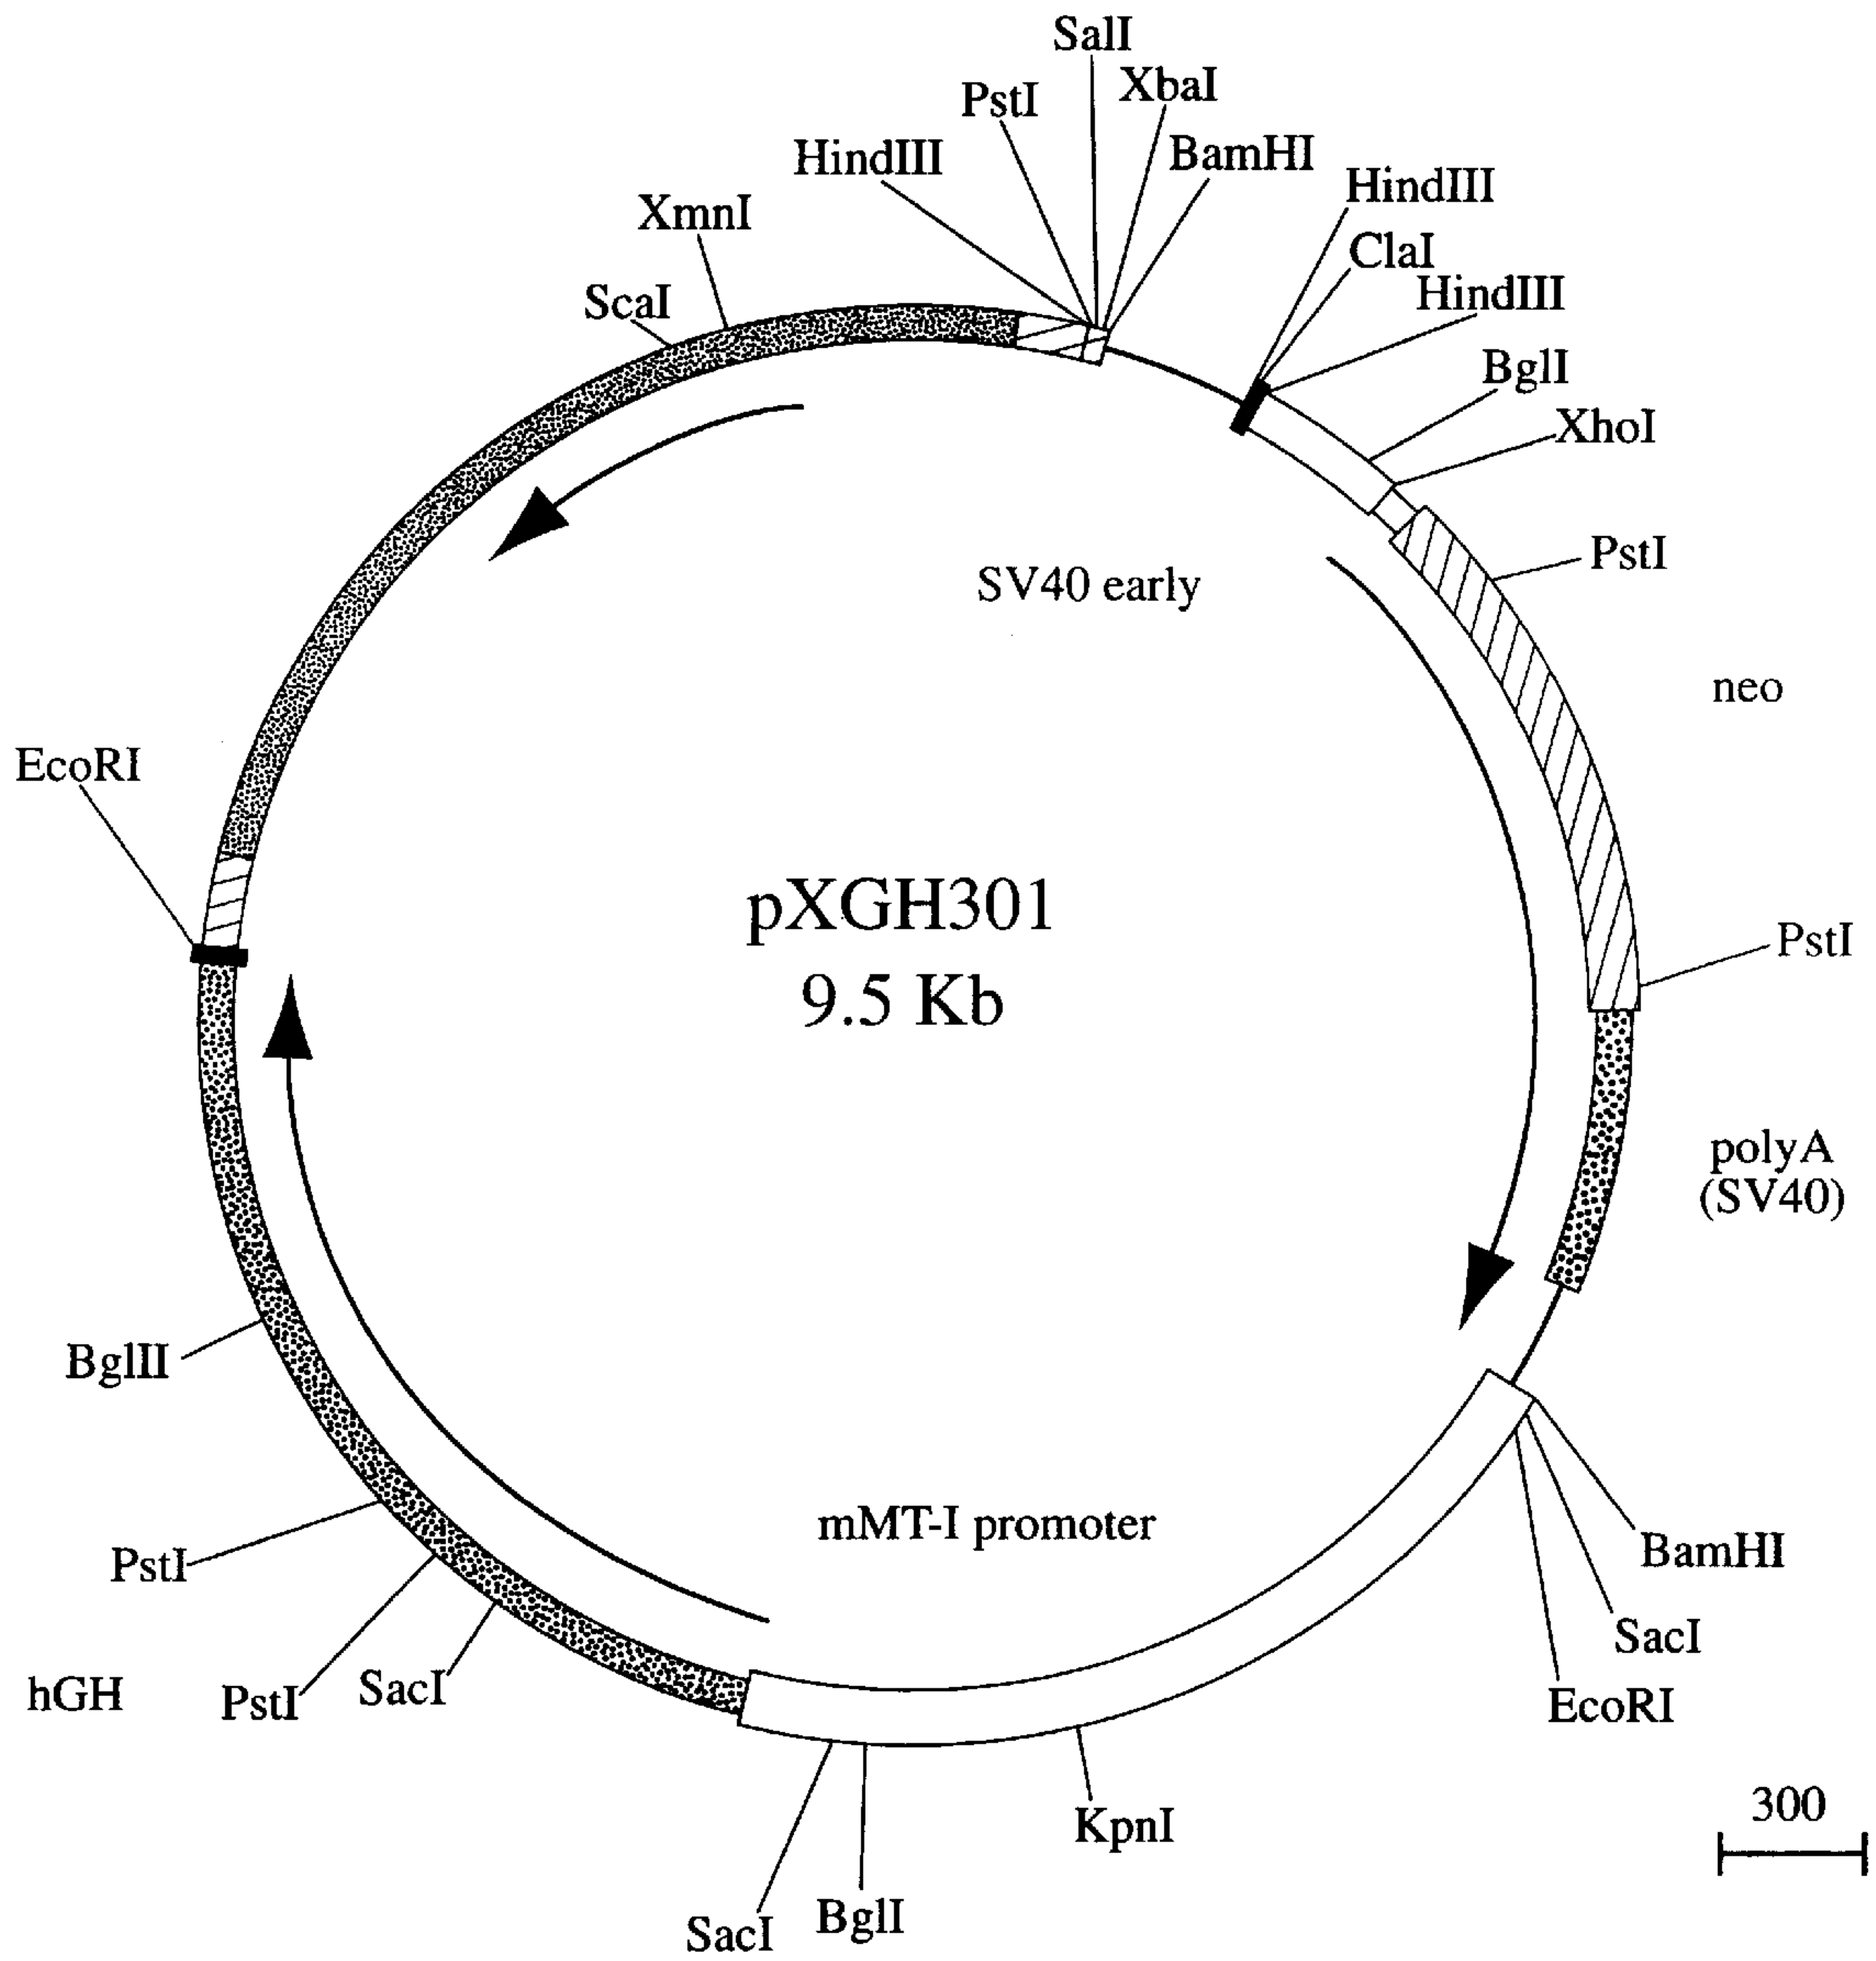 SalI
PstI
XbaI
HindIII
BamHI
XmnI
HindIII
ScaI
ClaI
HindIII
BglI
XhoI
PstI
SV40 early
neo
EcoRI
pXGH301
9.5 Kb
PstI
polyA
(SV40)
BglII
mMT-I promoter
PstI
BamHI
SacI
hGH
PstI
SacI
EcoRI
300
KpnI
SacI
BglI